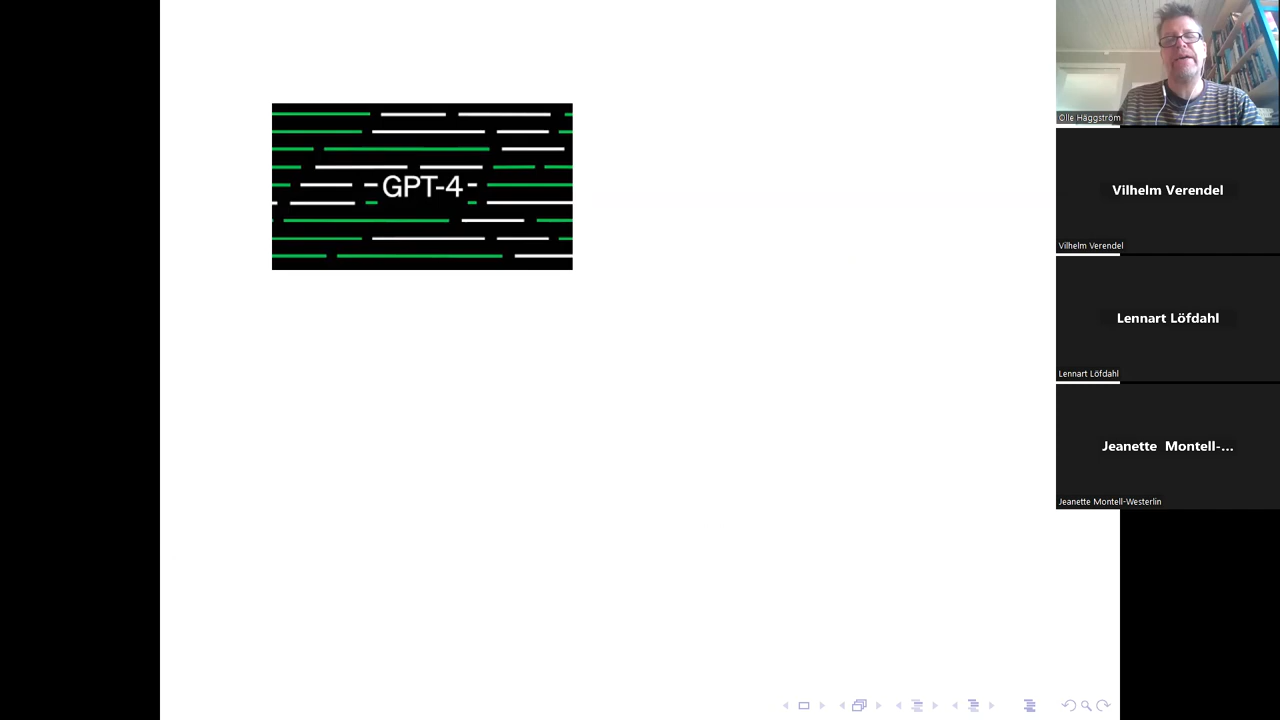 GPT-4
Olle Häggström
Vilhelm Verendel
Vilhelm Verendel
Lennart Löfdahl
Lennart Löfdahl
Jeanette Montell-...
Jeanette Montell-Westerlin